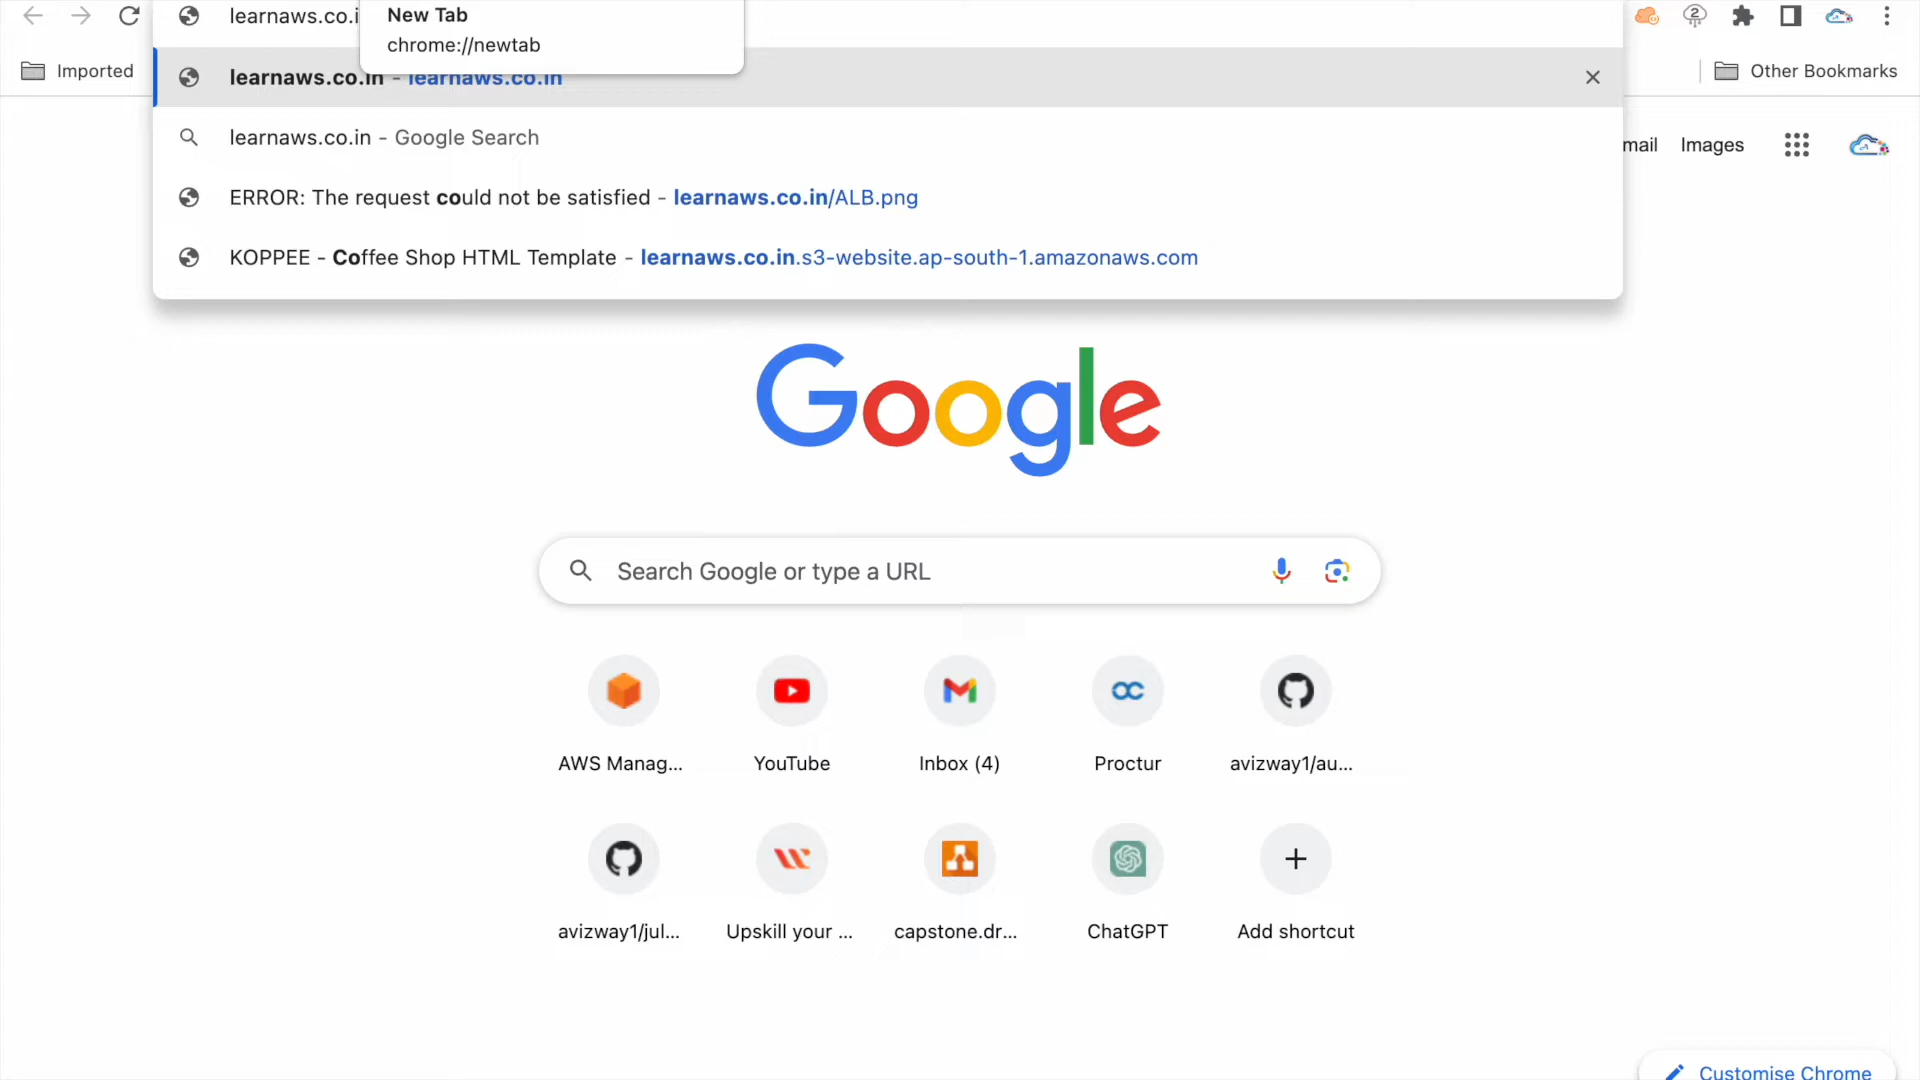 learnaws.co.i
New Tab
chrome://newtab
2
Imported
learnaws.co.in - learnaws.co.in
Other Bookmarks
learnaws.co.in - Google Search
mail Images
ERROR: The request could not be satisfied - learnaws.co.in/ALB.png
KOPPEE - Coffee Shop HTML Template - learnaws.co.in.s3-website.ap-south-1.amazonaws.com
Google
Search Google or type a URL
AWS Manag...
YouTube
Inbox (4)
Proctur
avizway1/au...
avizway1/jul...
Upskill your ...
capstone.dr...
ChatGPT
Add shortcut
Customise Chrome